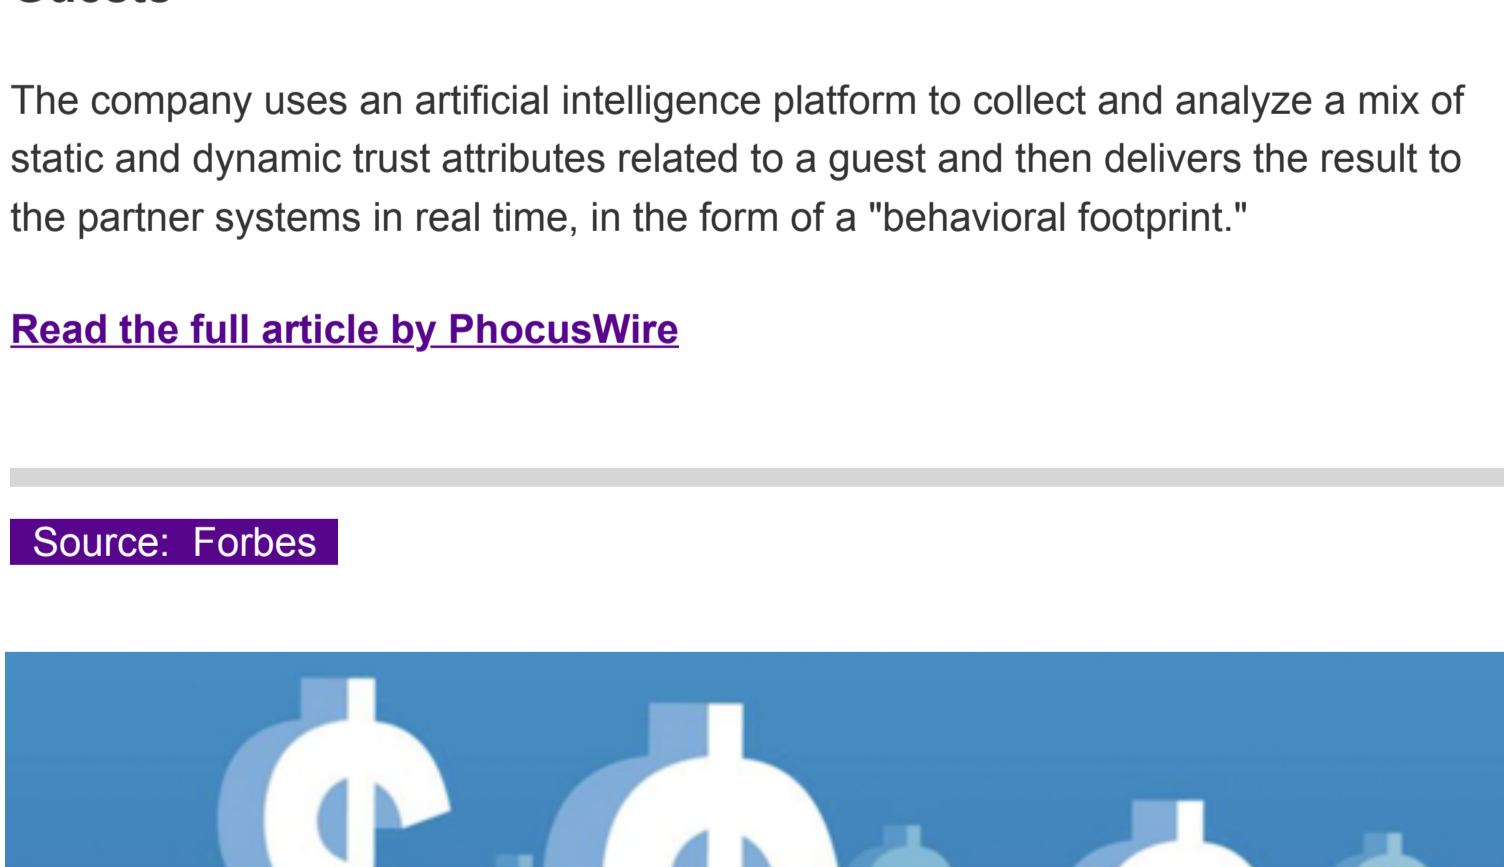 The company uses an artificial intelligence platform to collect and analyze a mix of
static and dynamic trust attributes related to a guest and then delivers the result to
the partner systems in real time, in the form of a "behavioral footprint."
Read the full article by PhocusWire
Source: Forbes